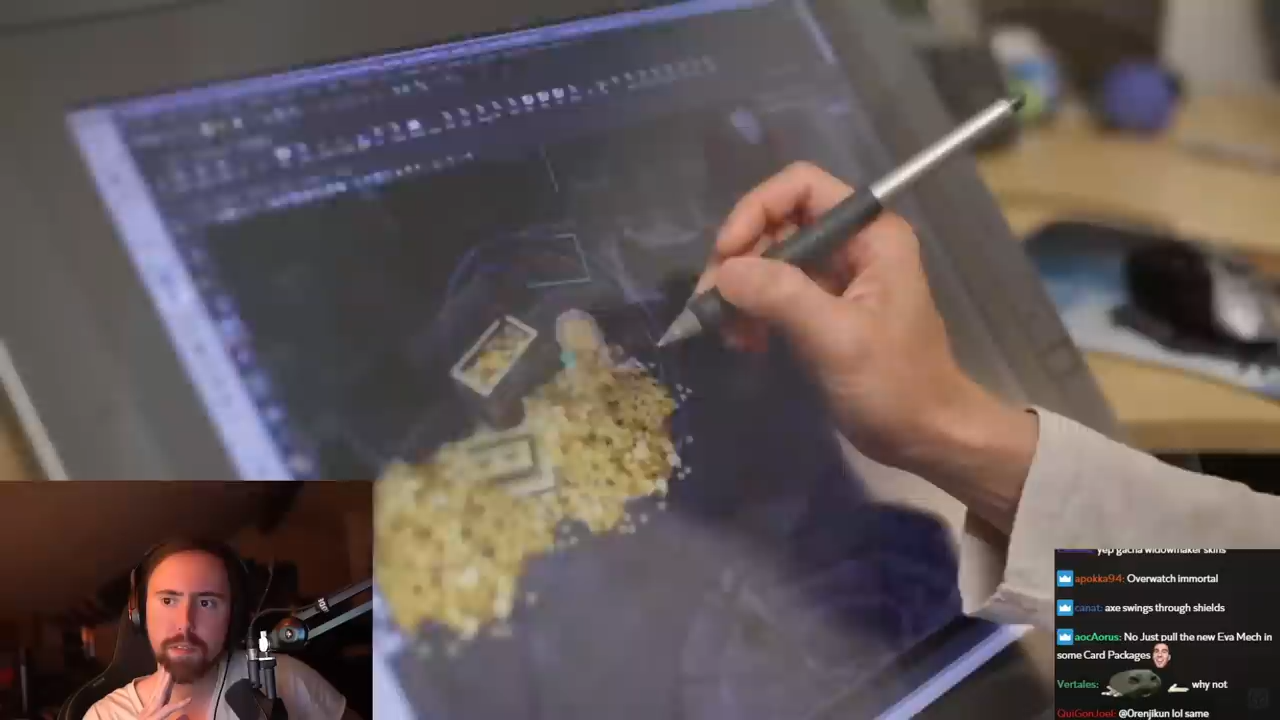 yep gacha widowmaker skins
apokka94: Overwatch immortal
canat: axe swings through shields
aocAorus: No Just pull the new Eva Mech in
some Card Packages
Vertales: why not
QuiGonJoel: @0renjikun lol same